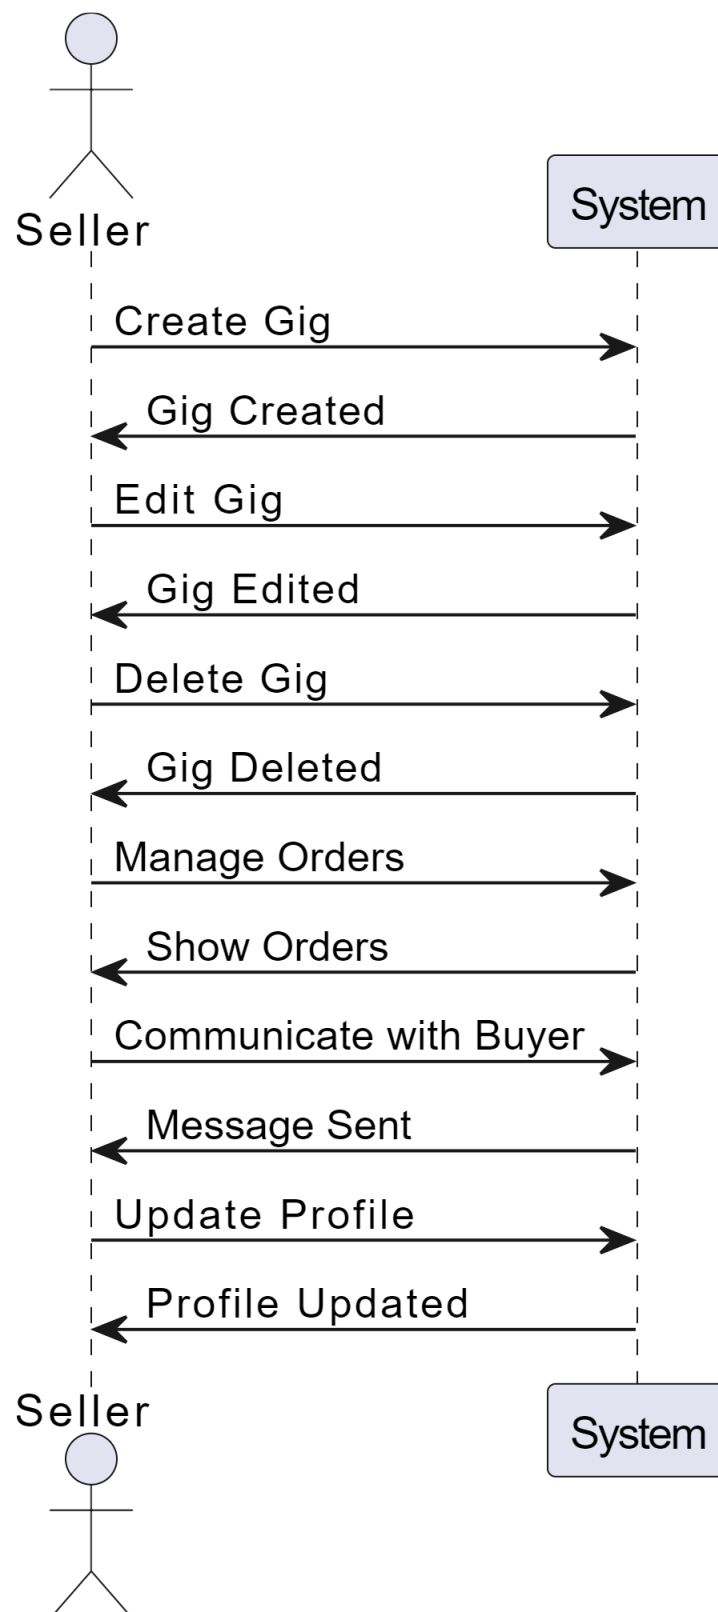 Seller
System
Create Gig
Gig Created
Edit Gig
Gig Edited
Delete Gig
Gig Deleted
Manage Orders
Show Orders
Communicate with Buyer
Message Sent
Update Profile
Profile Updated
Seller
System